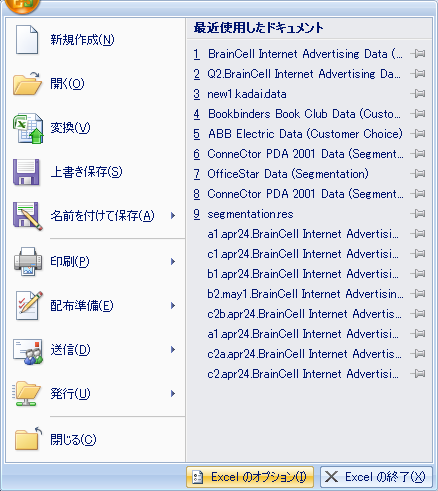 新規作成(N)
開く(O)
変換(V)
上書き保存(S)
名前を付けて保存(A)
印刷(P)
配布準備(E)
送信(D)
発行(U)
閉じる(C)
最近使用したドキュメント
1 BrainCell Internet Advertising Data (...
2 Q2.BrainCell Internet Advertising Da...
3 new1.kadai.data
4 Bookbinders Book Club Data (Custo...
5 ABB Electric Data (Customer Choice)
6 ConneCtor PDA 2001 Data (Segment...
7 OfficeStar Data (Segmentation)
8 ConneCtor PDA 2001 Data (Segment...
9 segmentation.res
a1.apr24.BrainCell Internet Advertisi...
c1.apr24.BrainCell Internet Advertisi...
b1.apr24.BrainCell Internet Advertisi...
b2.may1.BrainCell Internet Advertisin...
c2b.apr24.BrainCell Internet Advertisi...
a1.apr24.BrainCell Internet Advertisi...
c2a.apr24.BrainCell Internet Advertisi...
c2.apr24.BrainCell Internet Advertisi...
Excel のオプション(I)
Excel の終了(X)